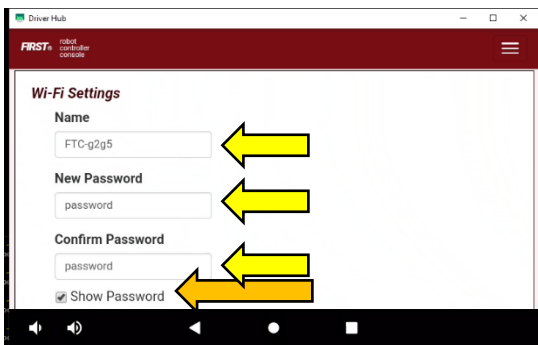 Driver Hub
FIRST® robot
controller
console
Wi-Fi Settings
Name
FTC-g2g5
New Password
password
Confirm Password
password
Show Password